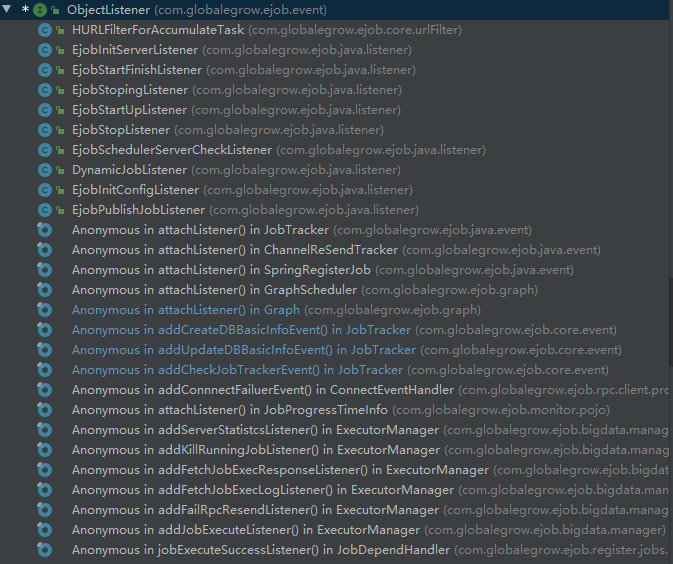 * ObjectListener (com.globalegrow.ejob.event)
HURLFilterForAccumulateTask (com.globalegrow.ejob.core.urlFilter)
EjobInitServerListener (com.globalegrow.ejob.java.listener)
EjobStartFinishListener (com.globalegrow.ejob.java.listener)
EjobStopingListener (com.globalegrow.ejob.java.listener)
EjobStartUpListener (com.globalegrow.ejob.java.listener)
EjobStopListener (com.globalegrow.ejob.java.listener)
EjobSchedulerServerCheckListener (com.globalegrow.ejob.java.listener)
DynamicJobListener (com.globalegrow.ejob.java.listener)
EjobInitConfigListener (com.globalegrow.ejob.java.listener)
EjobPublishJobListener (com.globalegrow.ejob.java.listener)
Anonymous in attachListener() in JobTracker (com.globalegrow.ejob.java.event)
Anonymous in attachListener() in ChannelReSendTracker (com.globalegrow.ejob.java.event)
Anonymous in attachListener() in SpringRegisterJob (com.globalegrow.ejob.java.event)
Anonymous in attachListener() in GraphScheduler (com.globalegrow.ejob.graph)
Anonymous in attachListener() in Graph (com.globalegrow.ejob.graph)
Anonymous in addCreateDBBasicInfoEvent() in JobTracker (com.globalegrow.ejob.core.event)
Anonymous in addUpdateDBBasicInfoEvent() in JobTracker (com.globalegrow.ejob.core.event)
Anonymous in addCheckJobTrackerEvent() in JobTracker (com.globalegrow.ejob.core.event)
Anonymous in addConnnectFailuerEvent() in ConnectEventHandler (com.globalegrow.ejob.rpc.client.pro
Anonymous in attachListener() in JobProgressTimeInfo (com.globalegrow.ejob.monitor.pojo)
Anonymous in addServerStatistcsListener() in ExecutorManager (com.globalegrow.ejob.bigdata.manag
Anonymous in addKillRunningJobListener() in ExecutorManager (com.globalegrow.ejob.bigdata.manag
Anonymous in addFetchJobExecResponseListener() in ExecutorManager (com.globalegrow.ejob.bigdat
Anonymous in addFetchJobExecLogListener() in ExecutorManager (com.globalegrow.ejob.bigdata.man
Anonymous in addFailRpcResendListener() in ExecutorManager (com.globalegrow.ejob.bigdata.manag
Anonymous in addJobExecuteListener() in ExecutorManager (com.globalegrow.ejob.bigdata.manager)
Anonymous in jobExecuteSuccessListener() in JobDependHandler (com.globalegrow.ejob.register.jobs.